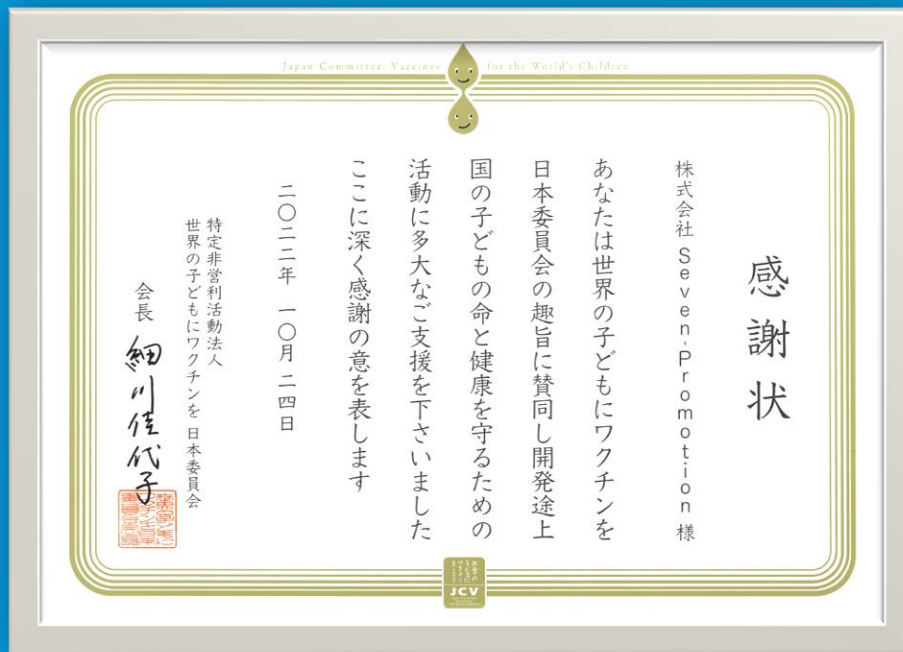 Japan Committee, Vaccines for the World's Children
感謝状
株式会社 Seven-Promotion 様
あなたは世界の子どもにワクチンを
日本委員会の趣旨に賛同し開発途上
国の子どもの命と健康を守るための
活動に多大なご支援を下さいました
ここに深く感謝の意を表します
二〇二二年 一〇月 二四日
特定非営利活動法人
世界の子どもにワクチンを 日本委員会
会長 細川佳代子
JCV